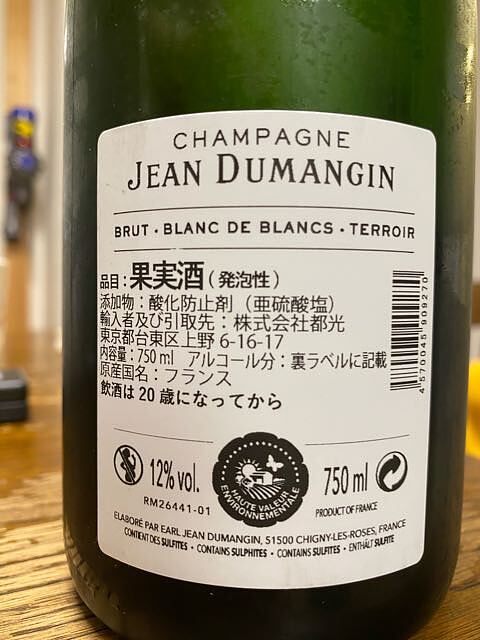 CHAMPAGNE
JEAN DUMANGIN
BRUT · BLANC DE BLANCS · TERROIR
品目：果実酒（発泡性）
添加物：酸化防止剤（亜硫酸塩）
輸入者及び引取先：株式会社都光
東京都台東区上野 6-16-17
内容量：750 ml アルコール分：裏ラベルに記載
原産国名：フランス
飲酒は 20 歳になってから
4 570045 909270
12% vol.
HAUTE VALEUR
ENVIRONNEMENTALE
750 ml
RM26441-01
PRODUCT OF FRANCE
ELABORÉ PAR EARL JEAN DUMANGIN, 51500 CHIGNY-LES-ROSES, FRANCE
CONTIENT DES SULFITES · CONTAINS SULPHITES · CONTAINS SULFITES · ENTHÄLT SULFITE